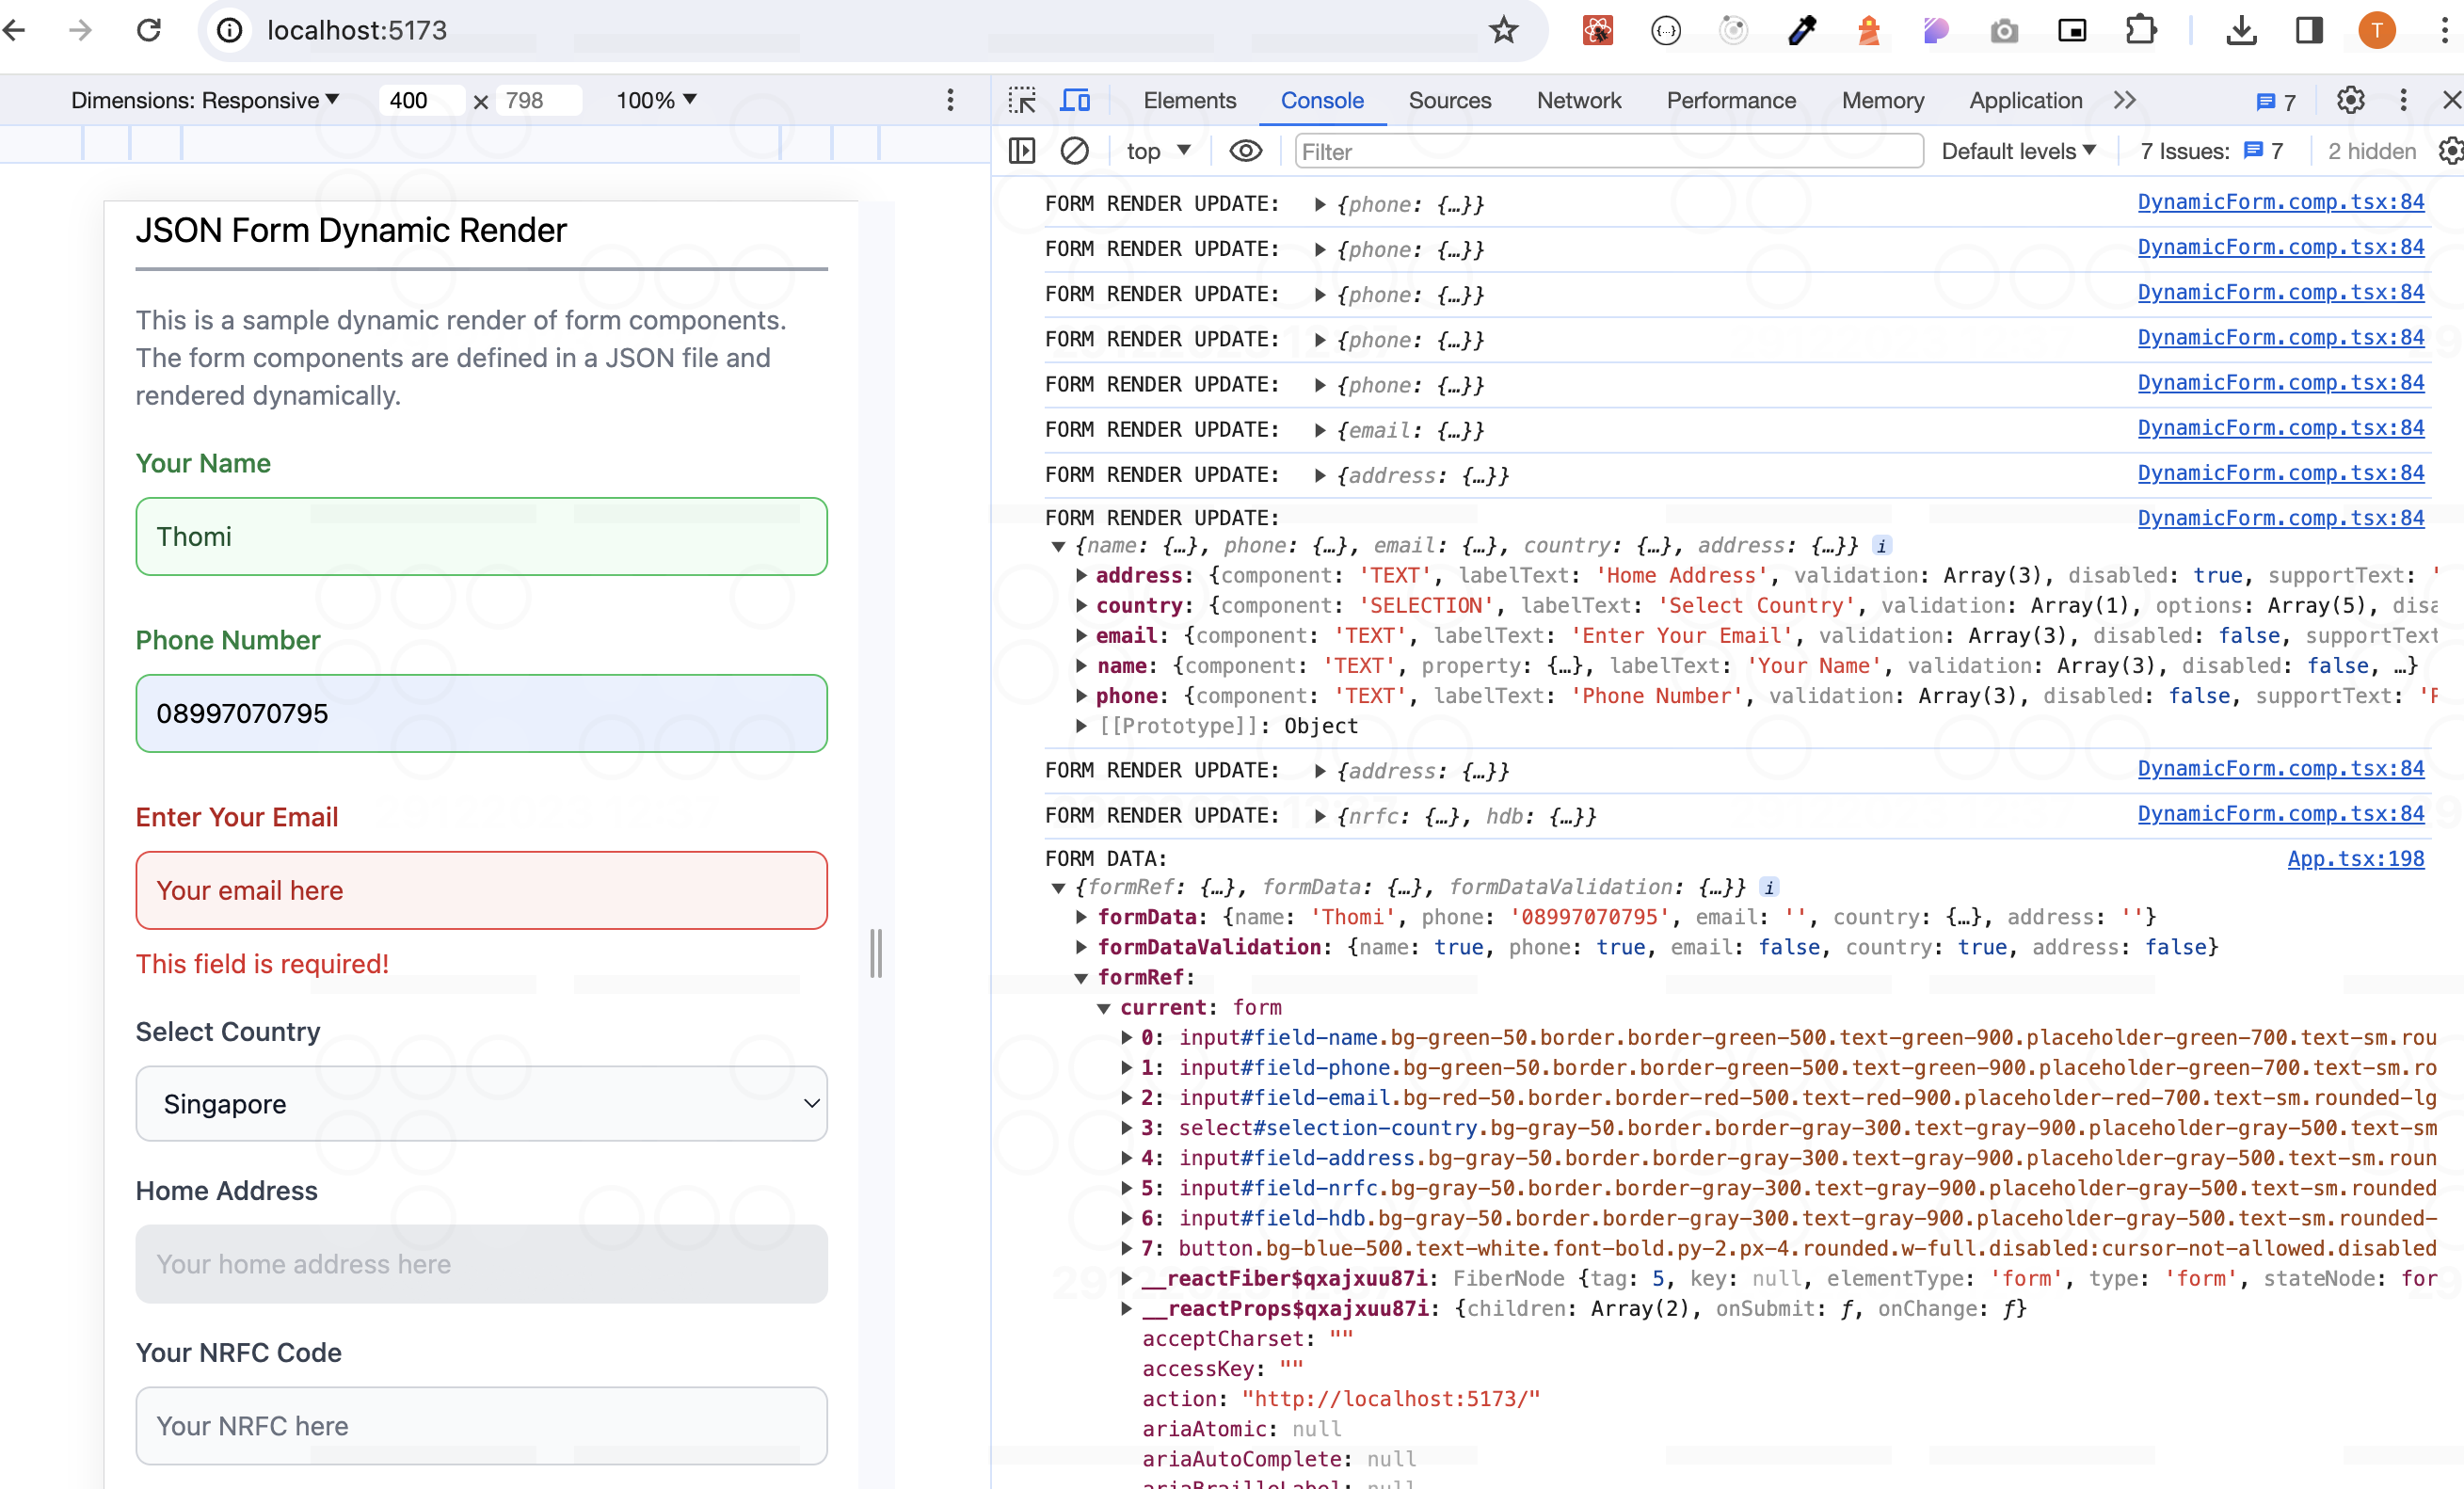 localhost:5173
T
Dimensions: Responsive
400 × 798
100%
JSON Form Dynamic Render
This is a sample dynamic render of form components.
The form components are defined in a JSON file and
rendered dynamically.
Your Name
Thomi
Phone Number
08997070795
Enter Your Email
Your email here
This field is required!
Select Country
Singapore
Home Address
Your home address here
Your NRFC Code
Your NRFC here
Elements Console Sources Network Performance Memory Application 7
top Filter Default levels 7 Issues: 7 2 hidden
FORM RENDER UPDATE: {phone: {…}} DynamicForm.comp.tsx:84
FORM RENDER UPDATE: {phone: {…}} DynamicForm.comp.tsx:84
FORM RENDER UPDATE: {phone: {…}} DynamicForm.comp.tsx:84
FORM RENDER UPDATE: {phone: {…}} DynamicForm.comp.tsx:84
FORM RENDER UPDATE: {phone: {…}} DynamicForm.comp.tsx:84
FORM RENDER UPDATE: {email: {…}} DynamicForm.comp.tsx:84
FORM RENDER UPDATE: {address: {…}} DynamicForm.comp.tsx:84
FORM RENDER UPDATE: DynamicForm.comp.tsx:84
{name: {…}, phone: {…}, email: {…}, country: {…}, address: {…}} i
address: {component: 'TEXT', labelText: 'Home Address', validation: Array(3), disabled: true, supportText: '
country: {component: 'SELECTION', labelText: 'Select Country', validation: Array(1), options: Array(5), disa
email: {component: 'TEXT', labelText: 'Enter Your Email', validation: Array(3), disabled: false, supportText
name: {component: 'TEXT', property: {…}, labelText: 'Your Name', validation: Array(3), disabled: false, …}
phone: {component: 'TEXT', labelText: 'Phone Number', validation: Array(3), disabled: false, supportText: 'P
[[Prototype]]: Object
FORM RENDER UPDATE: {address: {…}} DynamicForm.comp.tsx:84
FORM RENDER UPDATE: {nrfc: {…}, hdb: {…}} DynamicForm.comp.tsx:84
FORM DATA: App.tsx:198
{formRef: {…}, formData: {…}, formDataValidation: {…}} i
formData: {name: 'Thomi', phone: '08997070795', email: '', country: {…}, address: ''}
formDataValidation: {name: true, phone: true, email: false, country: true, address: false}
formRef:
current: form
0: input#field-name.bg-green-50.border.border-green-500.text-green-900.placeholder-green-700.text-sm.rou
1: input#field-phone.bg-green-50.border.border-green-500.text-green-900.placeholder-green-700.text-sm.ro
2: input#field-email.bg-red-50.border.border-red-500.text-red-900.placeholder-red-700.text-sm.rounded-lg
3: select#selection-country.bg-gray-50.border.border-gray-300.text-gray-900.placeholder-gray-500.text-sm
4: input#field-address.bg-gray-50.border.border-gray-300.text-gray-900.placeholder-gray-500.text-sm.roun
5: input#field-nrfc.bg-gray-50.border.border-gray-300.text-gray-900.placeholder-gray-500.text-sm.rounded
6: input#field-hdb.bg-gray-50.border.border-gray-300.text-gray-900.placeholder-gray-500.text-sm.rounded-
7: button.bg-blue-500.text-white.font-bold.py-2.px-4.rounded.w-full.disabled:cursor-not-allowed.disabled
__reactFiber$qxajxuu87i: FiberNode {tag: 5, key: null, elementType: 'form', type: 'form', stateNode: for
__reactProps$qxajxuu87i: {children: Array(2), onSubmit: ƒ, onChange: ƒ}
acceptCharset: ""
accessKey: ""
action: "http://localhost:5173/"
ariaAtomic: null
ariaAutoComplete: null
ariaBrailleLabel: null